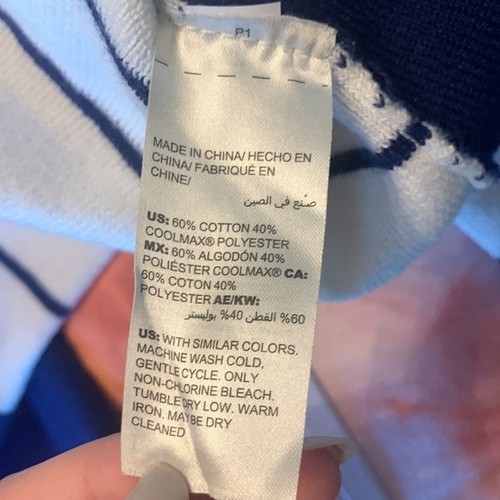 P1
MADE IN CHINA/ HECHO EN
CHINA/ FABRIQUÉ EN
CHINE/
صنع في الصين
US: 60% COTTON 40%
COOLMAX® POLYESTER
MX: 60% ALGODÓN 40%
POLIÉSTER COOLMAX® CA:
60% COTON 40%
POLYESTER AE/KW:
60% القطن 40% بوليستر
US: WITH SIMILAR COLORS.
MACHINE WASH COLD,
GENTLE CYCLE. ONLY
NON-CHLORINE BLEACH.
TUMBLE DRY LOW. WARM
IRON. MAY BE DRY
CLEANED